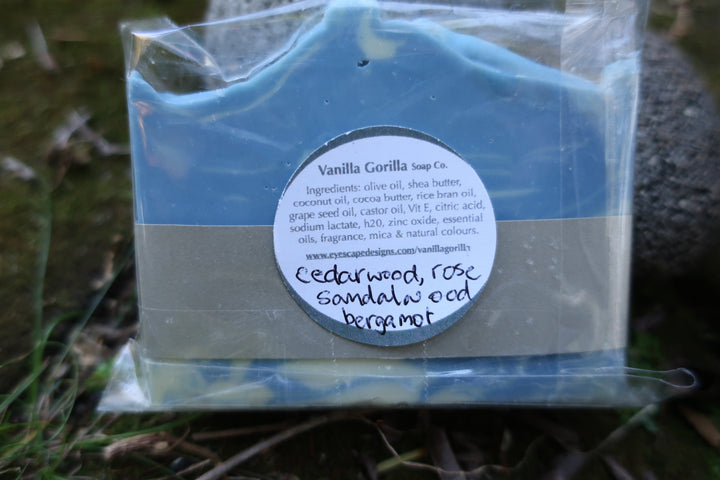 Vanilla Gorilla Soap Co.
Ingredients: olive oil, shea butter,
coconut oil, cocoa butter, rice bran oil,
grape seed oil, castor oil, Vit E, citric acid,
sodium lactate, h20, zinc oxide, essential
oils, fragrance, mica & natural colours.
www.eyescapedesigns.com/vanillagorilla
cedarwood, rose
sandalwood
bergamot